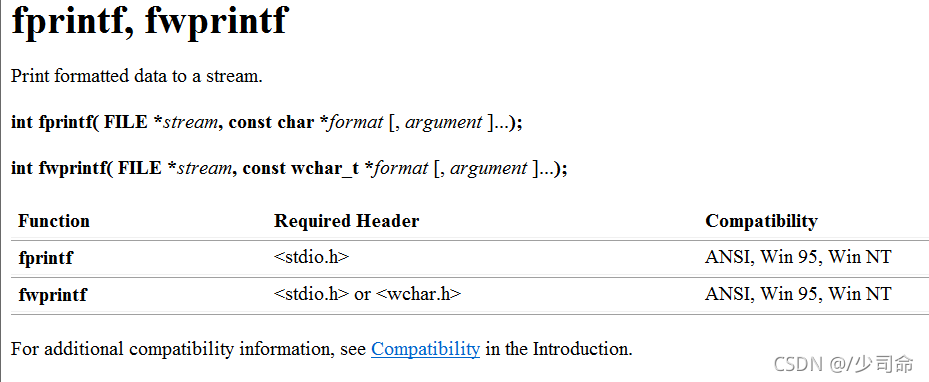 fprintf, fwprintf
Print formatted data to a stream.
int fprintf( FILE *stream, const char *format [, argument ]...);
int fwprintf( FILE *stream, const wchar_t *format [, argument ]...);
Function Required Header Compatibility
fprintf <stdio.h> ANSI, Win 95, Win NT
fwprintf <stdio.h> or <wchar.h> ANSI, Win 95, Win NT
For additional compatibility information, see Compatibility in the Introduction.
CSDN @/少司命